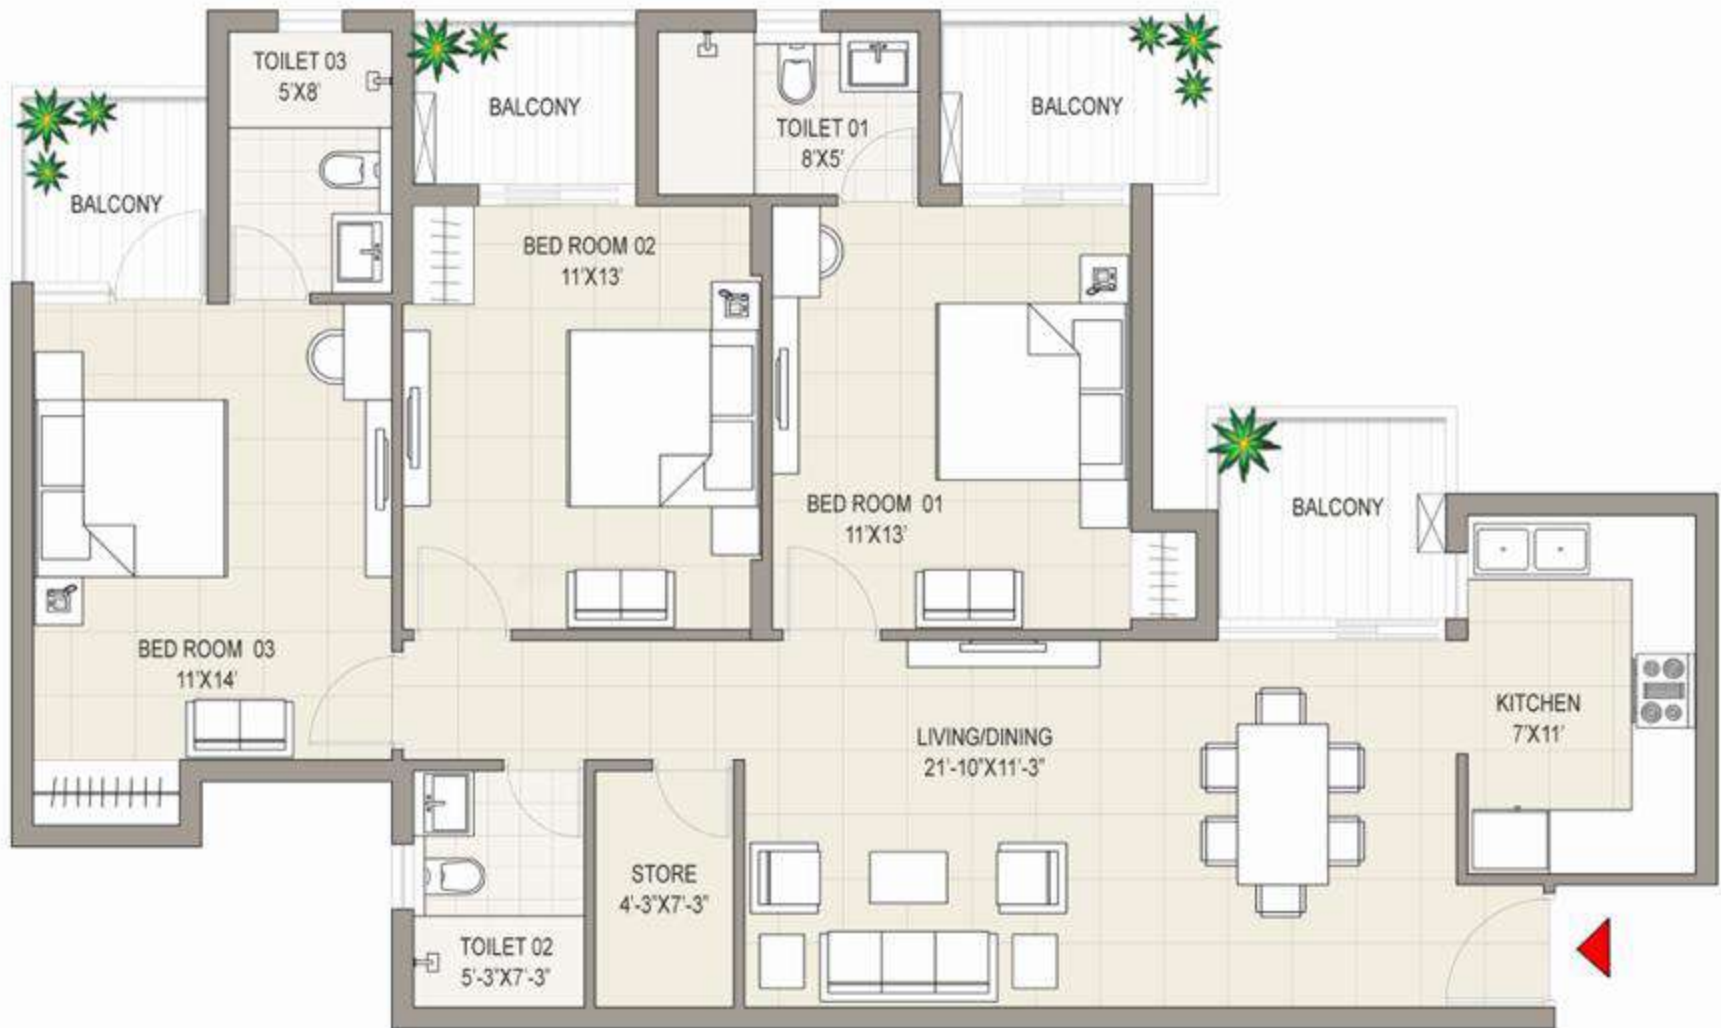 TOILET 03
5'X8'
BALCONY
BALCONY
TOILET 01
8'X5'
BALCONY
BED ROOM 02
11'X13'
BED ROOM 01
11'X13'
BALCONY
BED ROOM 03
11'X14'
KITCHEN
7'X11'
LIVING/DINING
21'-10"X11'-3"
STORE
4'-3"X7'-3"
TOILET 02
5'-3"X7'-3"